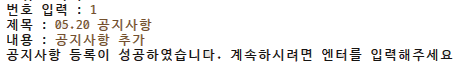 번호 입력 : 1
제목 : 05.20 공지사항
내용 : 공지사항 추가
공지사항 등록이 성공하였습니다. 계속하시려면 엔터를 입력해주세요